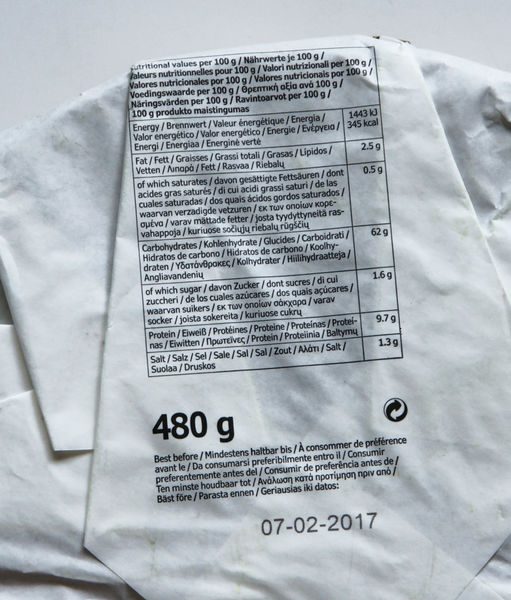 utritional values per 100 g / Nährwerte je 100 g /
Valeurs nutritionnelles pour 100 g / Valori nutrizionali per 100 g /
Valores nutricionales por 100 g / Valores nutricionais por 100 g /
Voedingswaarde per 100 g / Θρεπτική αξία ανά 100 g /
Näringsvärden per 100 g / Ravintoarvot per 100 g /
100 g produkto maistingumas
Energy / Brennwert / Valeur énergétique / Energia / 1443 kJ
Valor energético / Valor energético / Energie / Ενέργεια / 345 kcal
Energi / Energiaa / Energinė vertė
Fat / Fett / Graisses / Grassi totali / Grasas / Lípidos / 2.5 g
Vetten / Λιπαρά / Fett / Rasvaa / Riebalų
of which saturates / davon gesättigte Fettsäuren / dont 0.5 g
acides gras saturés / di cui acidi grassi saturi / de las
cuales saturadas / dos quais ácidos gordos saturados /
waarvan verzadigde vetzuren / εκ των οποίων κορε-
σμένα / varav mättade fetter / josta tyydyttyneitä ras-
vahappoja / kuriuose sočiųjų riebalų rūgščių
Carbohydrates / Kohlenhydrate / Glucides / Carboidrati / 62 g
Hidratos de carbono / Hidratos de carbono / Koolhy-
draten / Υδατάνθρακες / Kolhydrater / Hiilihydraatteja /
Angliavandenių
of which sugar / davon Zucker / dont sucres / di cui 1.6 g
zuccheri / de los cuales azúcares / dos quais açúcares /
waarvan suikers / εκ των οποίων σάκχαρα / varav
socker / joista sokereita / kuriuose cukrų
Protein / Eiweiß / Protéines / Proteine / Proteínas / Proteí- 9.7 g
nas / Eiwitten / Πρωτεΐνες / Protein / Proteiinia / Baltymų
Salt / Salz / Sel / Sale / Sal / Sal / Zout / Αλάτι / Salt / 1.3 g
Suolaa / Druskos
480 g
Best before / Mindestens haltbar bis / À consommer de préférence
avant le / Da consumarsi preferibilmente entro il / Consumir
preferentemente antes del / Consumir de preferência antes de /
Ten minste houdbaar tot / Ανάλωση κατά προτίμηση πριν από /
Bäst före / Parasta ennen / Geriausias iki datos:
07-02-2017